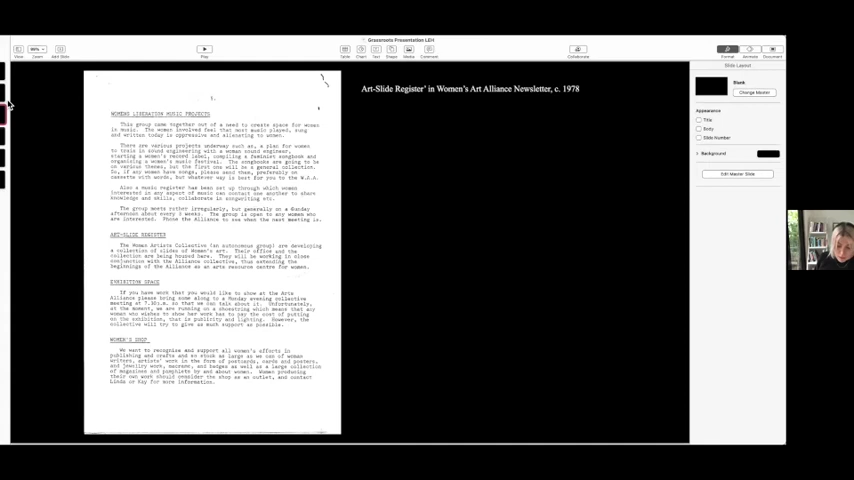 Grassroots Presentation LEH
86%
View
Add Slide
Play
Table
Chart
Text
Shape
Media
Comment
Collaborate
Format
Animate
Document
Slide Layout
Blank
Change Master
Appearance
Title
Body
Slide Number
Background
Edit Master Slide
Art-Slide Register' in Women's Art Alliance Newsletter, c. 1978
WOMENS LIBERATION MUSIC PROJECTS
This group came together out of a need to create space for women
in music. The women involved feel that most music played, sung
and written today is oppressive and alienating to women.
There are various projects underway such as, a plan for women
to train in sound engineering with a woman sound engineer,
starting a women's record label, compiling a feminist songbook and
organising a women's music festival. The songbooks are going to be
on various themes, but the first one will be a general collection.
So, if any women have songs, please send them, preferably on
cassette with words, but whatever way is best for you to the W.A.A.
Also a music register has been set up through which women
interested in any aspect of music can contact one another to share
knowledge and skills, collaborate in songwriting etc.
The group meets rather irregularly, but generally on a Sunday
afternoon about every 3 weeks. The group is open to any women who
are interested. Phone the Alliance to see when the next meeting is.
ART-SLIDE REGISTER
The Women Artists Collective (an autonomous group) are developing
a collection of slides of Women's art. Their office and the
collection are being housed here. They will be working in close
conjunction with the Alliance collective, thus extending the
beginnings of the Alliance as an arts resource centre for women.
EXHIBITION SPACE
If you have work that you would like to show at the Arts
Alliance please bring some along to a Monday evening collective
meeting at 7.30p.m. so that we can talk about it. Unfortunately,
at the moment, we are running on a shoestring which means that any
woman who wishes to show her work has to pay the cost of putting
on the exhibition, that is publicity and lighting. However, the
collective will try to give as much support as possible.
WOMEN'S SHOP
We want to recognise and support all women's efforts in
publishing and crafts and so stock as large as we can of woman
writers, artists' work in the form of postcards, cards and posters,
and jewelry work, macrame, and badges as well as a large collection
of magazines and pamphlets by and about women. Women producing
their own work should consider the shop as an outlet, and contact
Linda or Kay for more information.